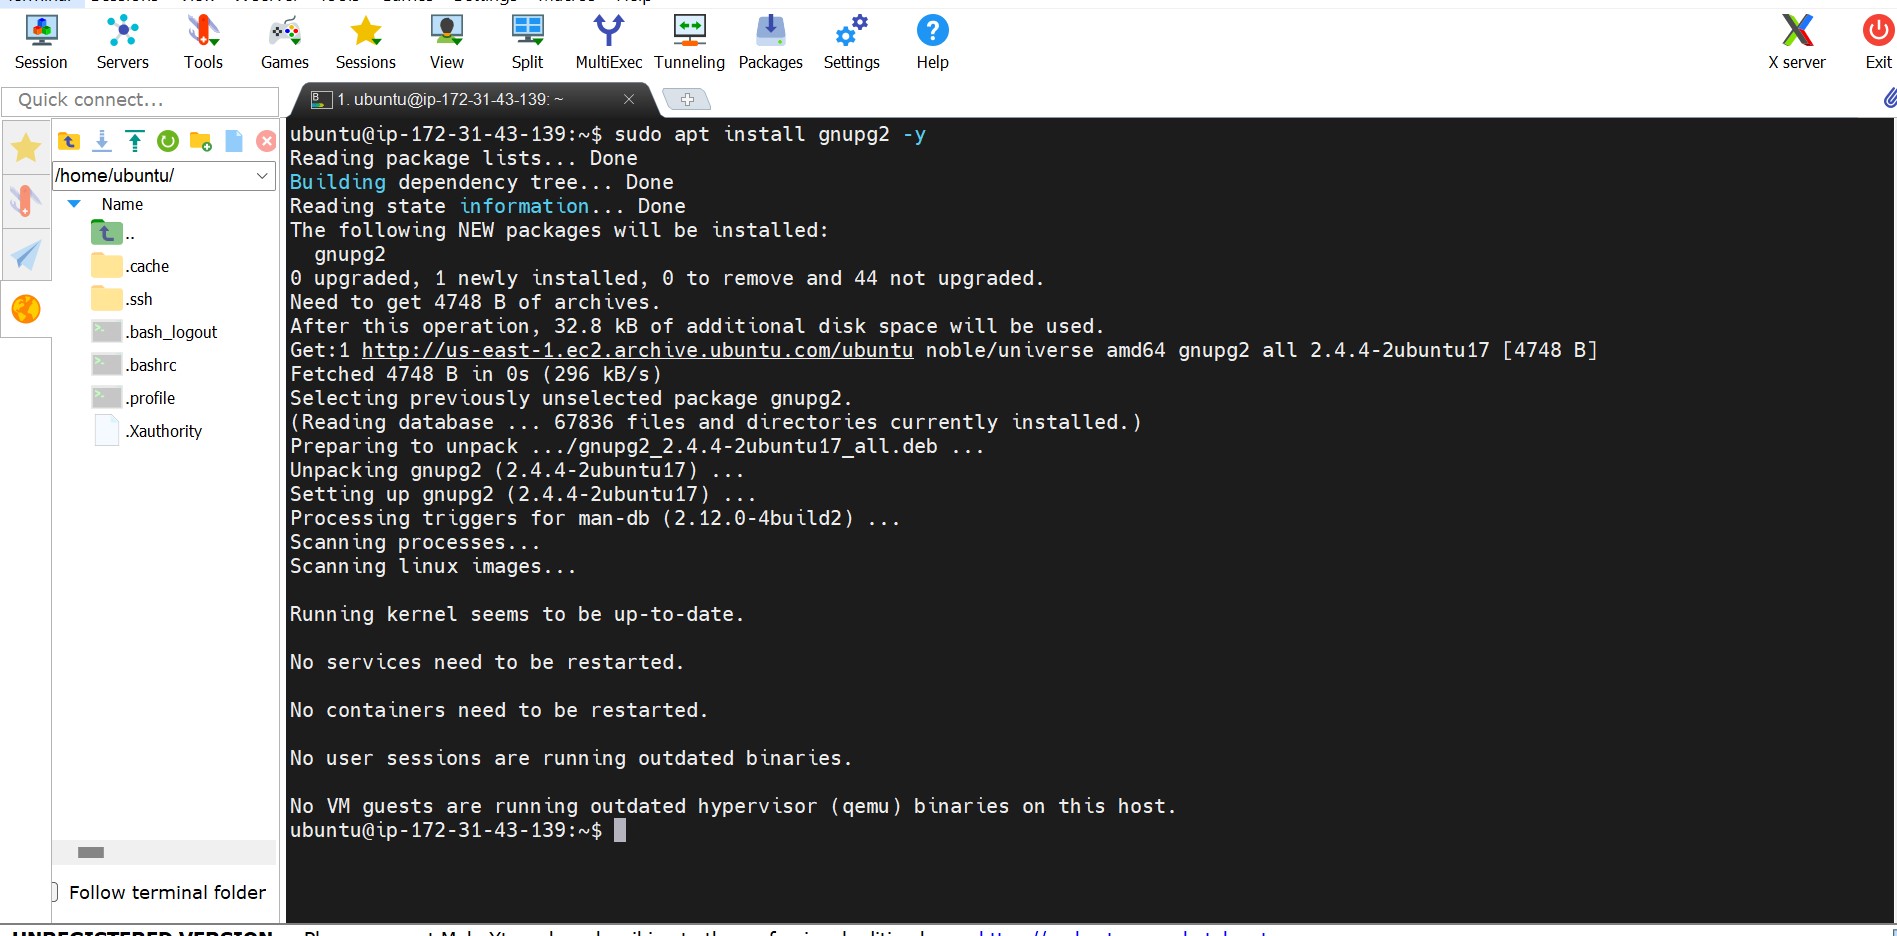 Session
Servers
Tools
Games
Sessions
View
Split
MultiExec
Tunneling
Packages
Settings
Help
X server
Exit
Quick connect...
1. ubuntu@ip-172-31-43-139: ~
/home/ubuntu/
Name
..
.cache
.ssh
.bash_logout
.bashrc
.profile
.Xauthority
Follow terminal folder
ubuntu@ip-172-31-43-139:~$ sudo apt install gnupg2 -y
Reading package lists... Done
Building dependency tree... Done
Reading state information... Done
The following NEW packages will be installed:
  gnupg2
0 upgraded, 1 newly installed, 0 to remove and 44 not upgraded.
Need to get 4748 B of archives.
After this operation, 32.8 kB of additional disk space will be used.
Get:1 http://us-east-1.ec2.archive.ubuntu.com/ubuntu noble/universe amd64 gnupg2 all 2.4.4-2ubuntu17 [4748 B]
Fetched 4748 B in 0s (296 kB/s)
Selecting previously unselected package gnupg2.
(Reading database ... 67836 files and directories currently installed.)
Preparing to unpack .../gnupg2_2.4.4-2ubuntu17_all.deb ...
Unpacking gnupg2 (2.4.4-2ubuntu17) ...
Setting up gnupg2 (2.4.4-2ubuntu17) ...
Processing triggers for man-db (2.12.0-4build2) ...
Scanning processes...
Scanning linux images...
Running kernel seems to be up-to-date.
No services need to be restarted.
No containers need to be restarted.
No user sessions are running outdated binaries.
No VM guests are running outdated hypervisor (qemu) binaries on this host.
ubuntu@ip-172-31-43-139:~$
UNREGISTERED VERSION